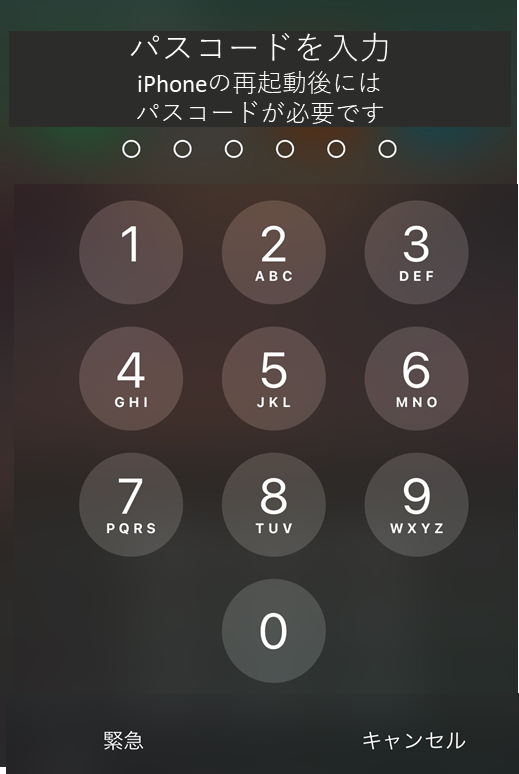 パスコードを入力
iPhoneの再起動後には
パスコードが必要です
1
2
ABC
3
DEF
4
GHI
5
JKL
6
MNO
7
PQRS
8
TUV
9
WXYZ
0
緊急
キャンセル